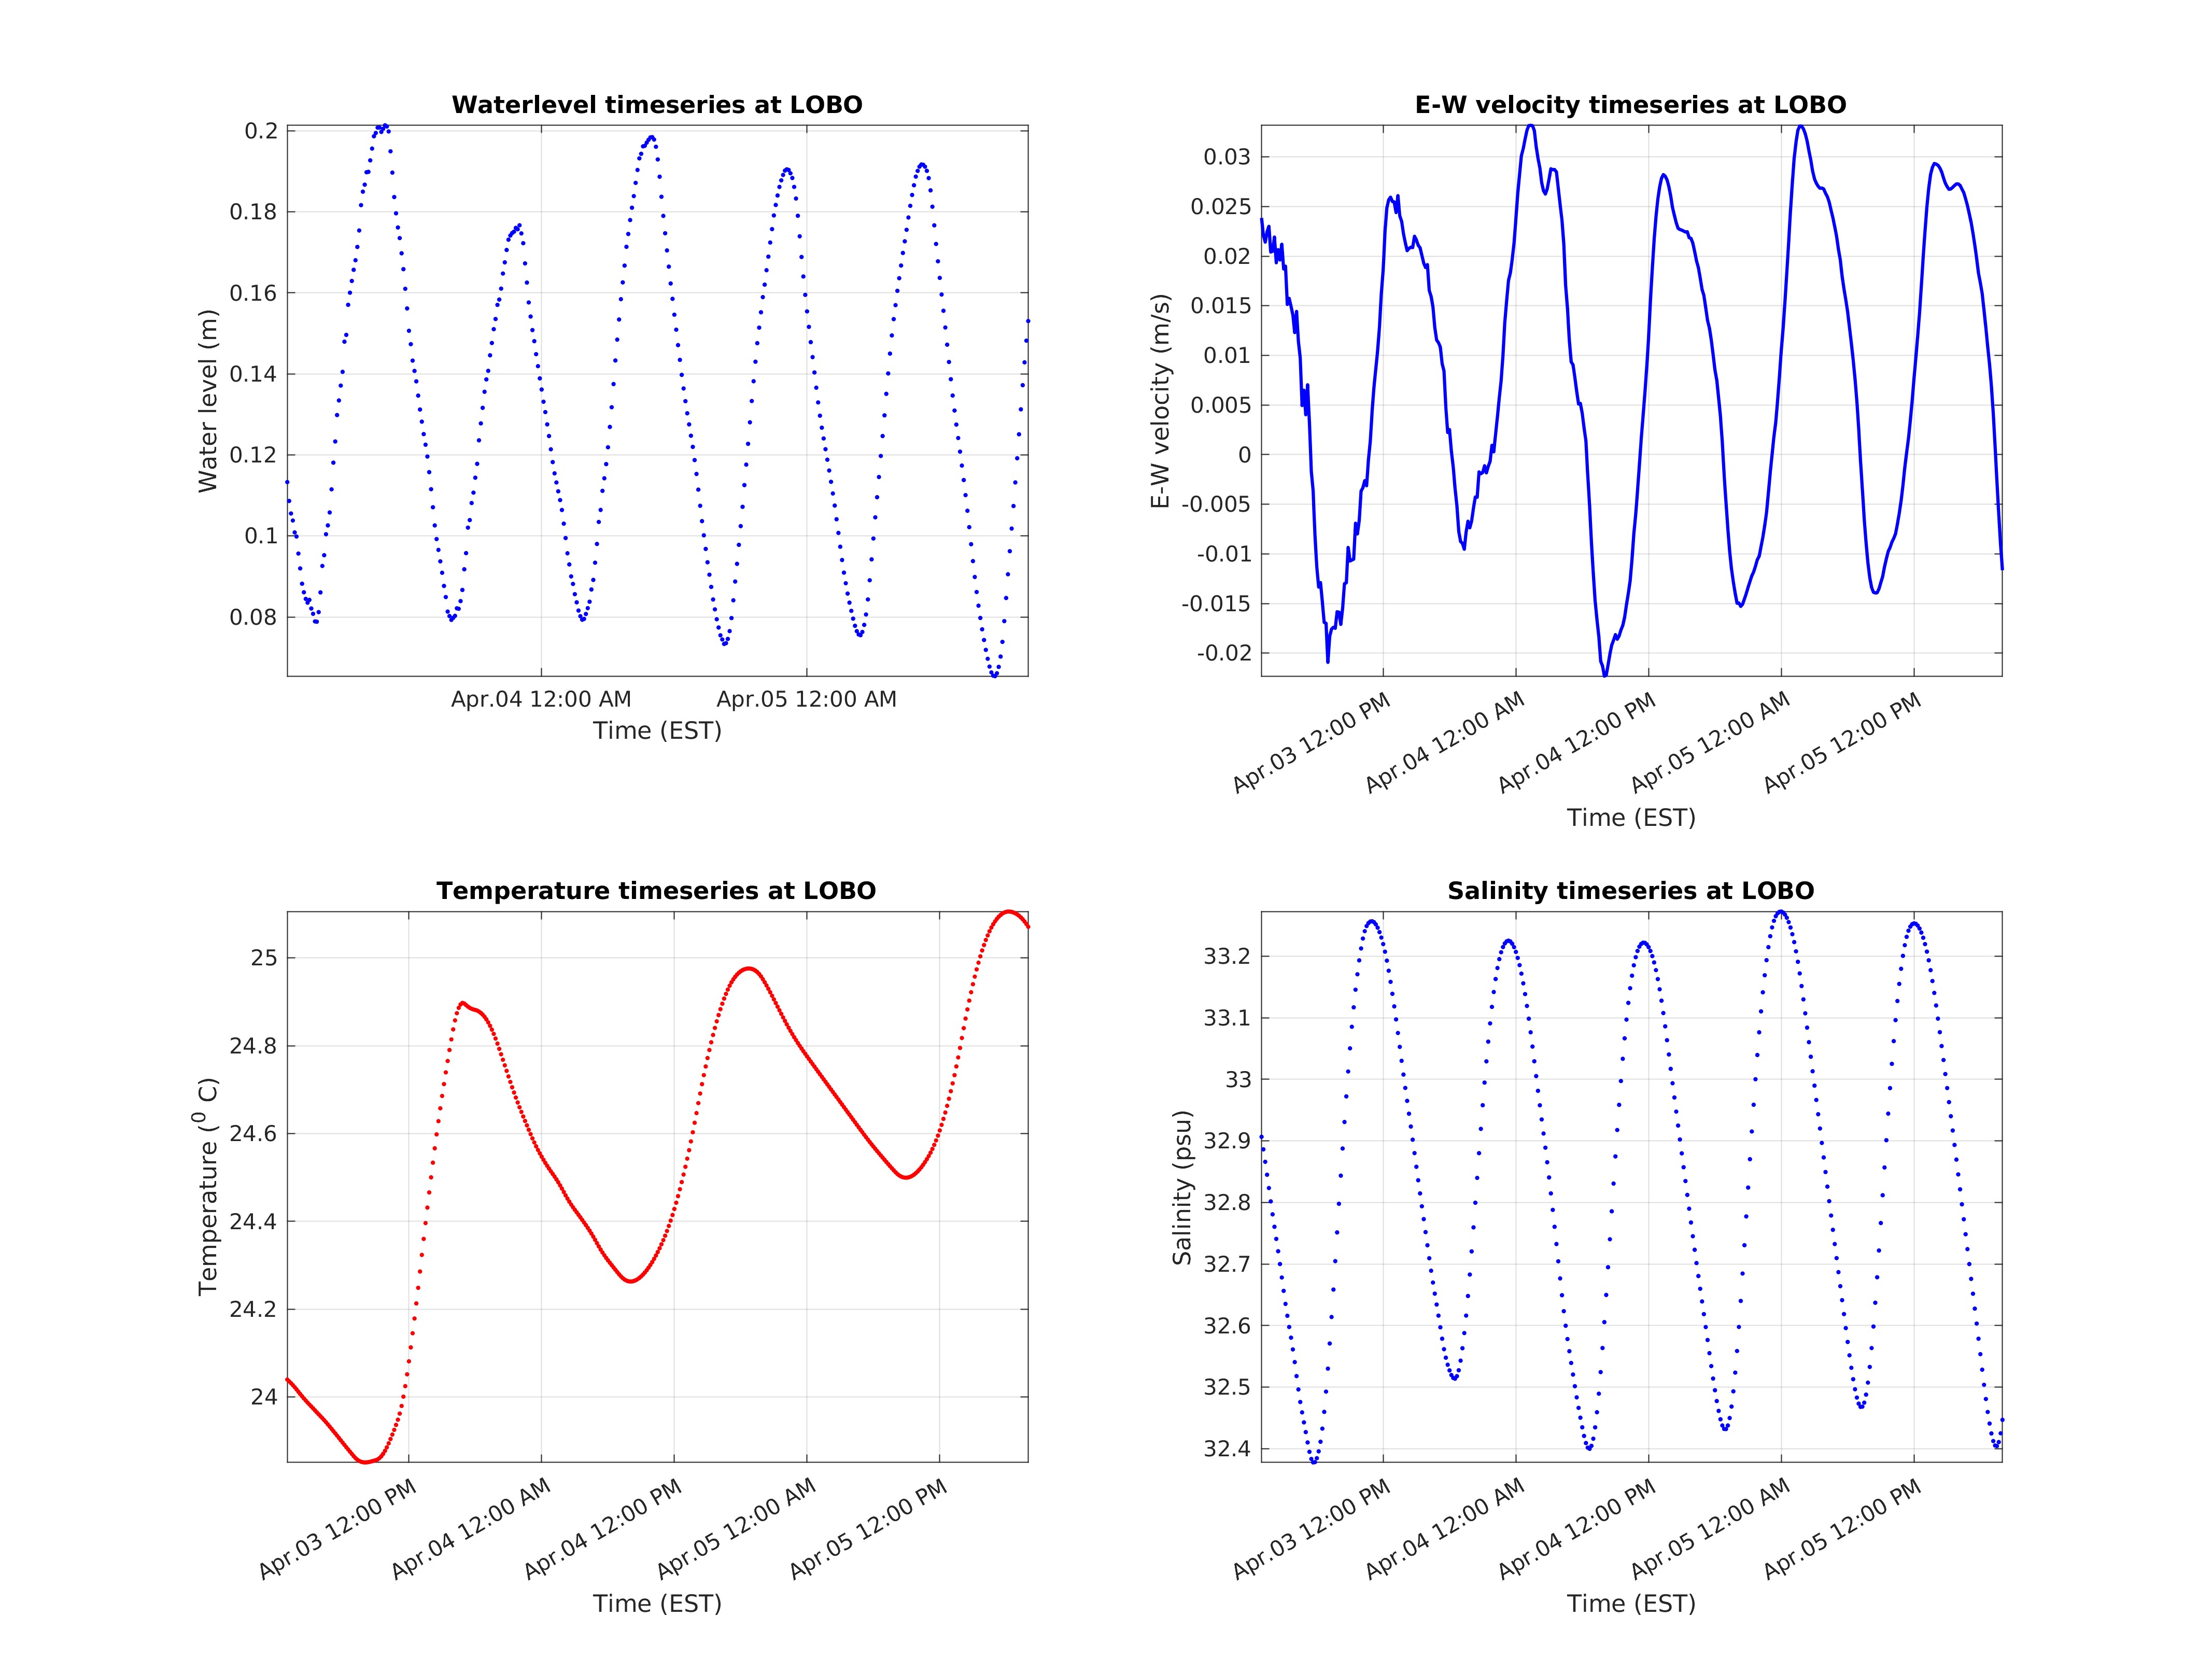 Waterlevel timeseries at LOBO
0.2
0.18
0.16
0.14
0.12
0.1
0.08
Water level (m)
Apr.04 12:00 AM
Apr.05 12:00 AM
Time (EST)
E-W velocity timeseries at LOBO
0.03
0.025
0.02
0.015
0.01
0.005
0
-0.005
-0.01
-0.015
-0.02
E-W velocity (m/s)
Apr.03 12:00 PM
Apr.04 12:00 AM
Apr.04 12:00 PM
Apr.05 12:00 AM
Apr.05 12:00 PM
Time (EST)
Temperature timeseries at LOBO
25
24.8
24.6
24.4
24.2
24
Temperature (⁰ C)
Apr.03 12:00 PM
Apr.04 12:00 AM
Apr.04 12:00 PM
Apr.05 12:00 AM
Apr.05 12:00 PM
Time (EST)
Salinity timeseries at LOBO
33.2
33.1
33
32.9
32.8
32.7
32.6
32.5
32.4
Salinity (psu)
Apr.03 12:00 PM
Apr.04 12:00 AM
Apr.04 12:00 PM
Apr.05 12:00 AM
Apr.05 12:00 PM
Time (EST)